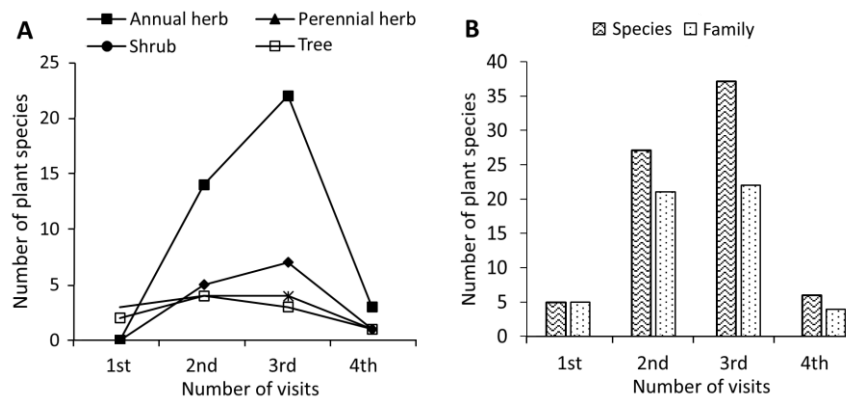 A
Annual herb Perennial herb
Shrub Tree
Number of plant species
25
20
15
10
5
0
1st 2nd 3rd 4th
Number of visits
B
Species Family
Number of plant species
40
35
30
25
20
15
10
5
0
1st 2nd 3rd 4th
Number of visits